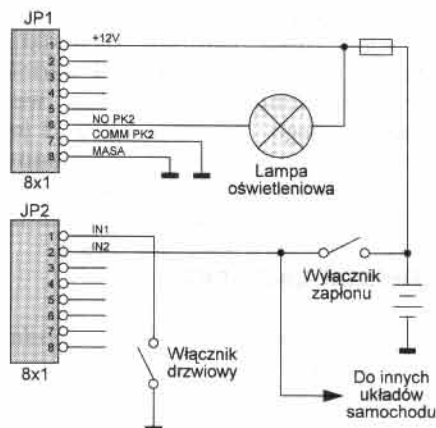 JP1
1 +12V
2
3
4
5
6 NO PK2
7 COMM PK2
8 MASA
8x1
Lampa
oświetleniowa
JP2
1 IN1
2 IN2
3
4
5
6
7
8
8x1
Włącznik
drzwiowy
Wyłącznik
zapłonu
Do innych
układów
samochodu